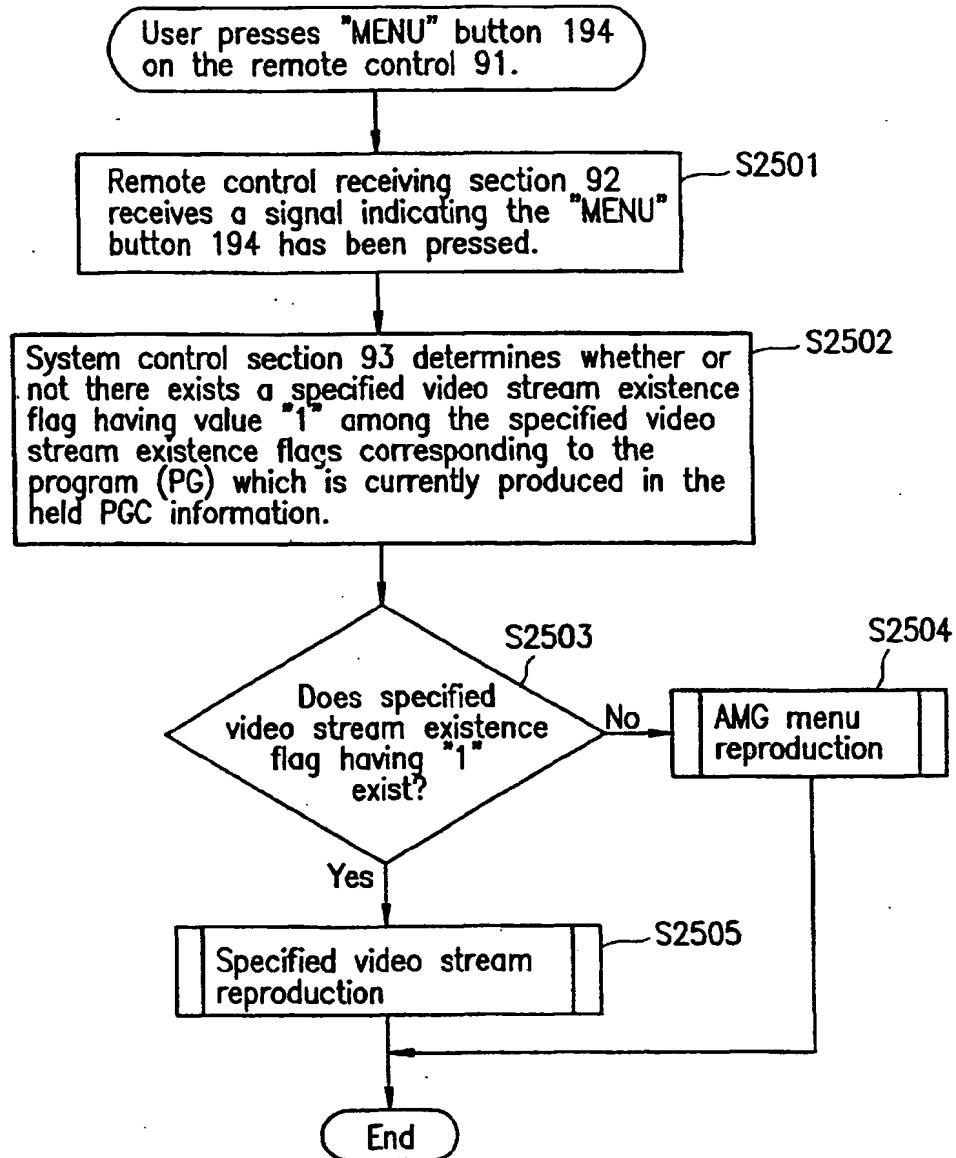 User presses "MENU" button 194
on the remote control 91.
S2501
Remote control receiving section 92
receives a signal indicating the "MENU"
button 194 has been pressed.
S2502
System control section 93 determines whether or
not there exists a specified video stream existence
flag having value "1" among the specified video
stream existence flags corresponding to the
program (PG) which is currently produced in the
held PGC information.
S2503
Does specified
video stream existence
flag having "1"
exist?
No
S2504
AMG menu
reproduction
Yes
S2505
Specified video stream
reproduction
End